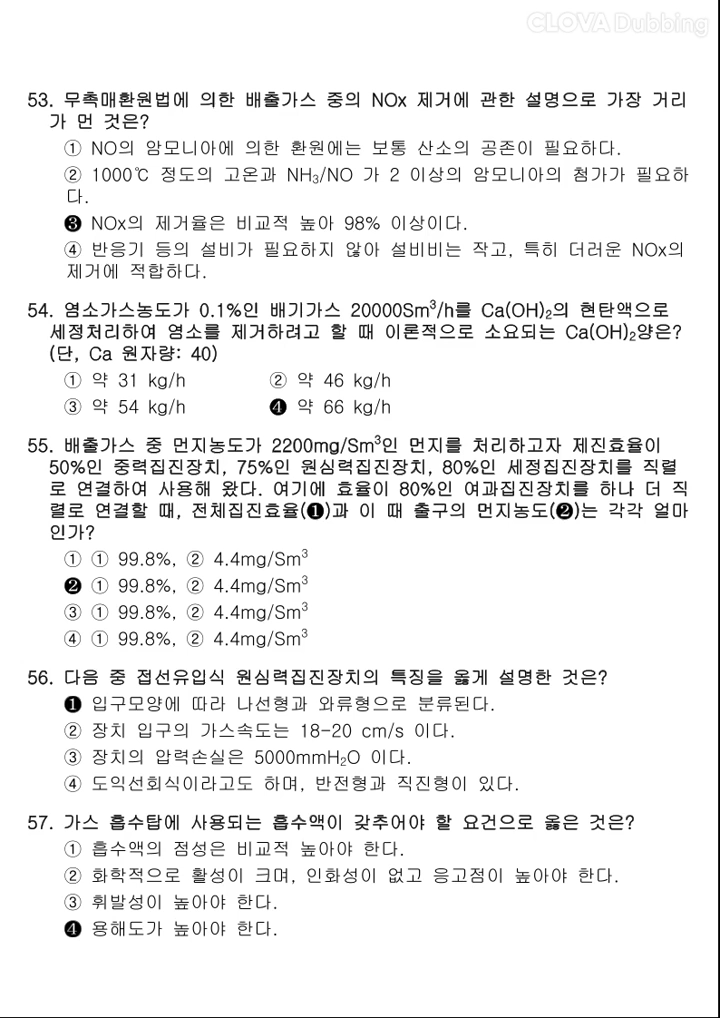 CLOVA Dubbing
53. 무촉매환원법에 의한 배출가스 중의 NOx 제거에 관한 설명으로 가장 거리
가 먼 것은?
① NO의 암모니아에 의한 환원에는 보통 산소의 공존이 필요하다.
② 1000℃ 정도의 고온과 NH₃/NO 가 2 이상의 암모니아의 첨가가 필요하
다.
❸ NOx의 제거율은 비교적 높아 98% 이상이다.
④ 반응기 등의 설비가 필요하지 않아 설비비는 작고, 특히 더러운 NOx의
제거에 적합하다.
54. 염소가스농도가 0.1%인 배기가스 20000Sm³/h를 Ca(OH)₂의 현탄액으로
세정처리하여 염소를 제거하려고 할 때 이론적으로 소요되는 Ca(OH)₂양은?
(단, Ca 원자량: 40)
① 약 31 kg/h ② 약 46 kg/h
③ 약 54 kg/h ❹ 약 66 kg/h
55. 배출가스 중 먼지농도가 2200mg/Sm³인 먼지를 처리하고자 제진효율이
50%인 중력집진장치, 75%인 원심력집진장치, 80%인 세정집진장치를 직렬
로 연결하여 사용해 왔다. 여기에 효율이 80%인 여과집진장치를 하나 더 직
렬로 연결할 때, 전체집진효율(❶)과 이 때 출구의 먼지농도(❷)는 각각 얼마
인가?
① ① 99.8%, ② 4.4mg/Sm³
❷ ① 99.8%, ② 4.4mg/Sm³
③ ① 99.8%, ② 4.4mg/Sm³
④ ① 99.8%, ② 4.4mg/Sm³
56. 다음 중 접선유입식 원심력집진장치의 특징을 옳게 설명한 것은?
❶ 입구모양에 따라 나선형과 와류형으로 분류된다.
② 장치 입구의 가스속도는 18-20 cm/s 이다.
③ 장치의 압력손실은 5000mmH₂O 이다.
④ 도익선회식이라고도 하며, 반전형과 직진형이 있다.
57. 가스 흡수탑에 사용되는 흡수액이 갖추어야 할 요건으로 옳은 것은?
① 흡수액의 점성은 비교적 높아야 한다.
② 화학적으로 활성이 크며, 인화성이 없고 응고점이 높아야 한다.
③ 휘발성이 높아야 한다.
❹ 용해도가 높아야 한다.